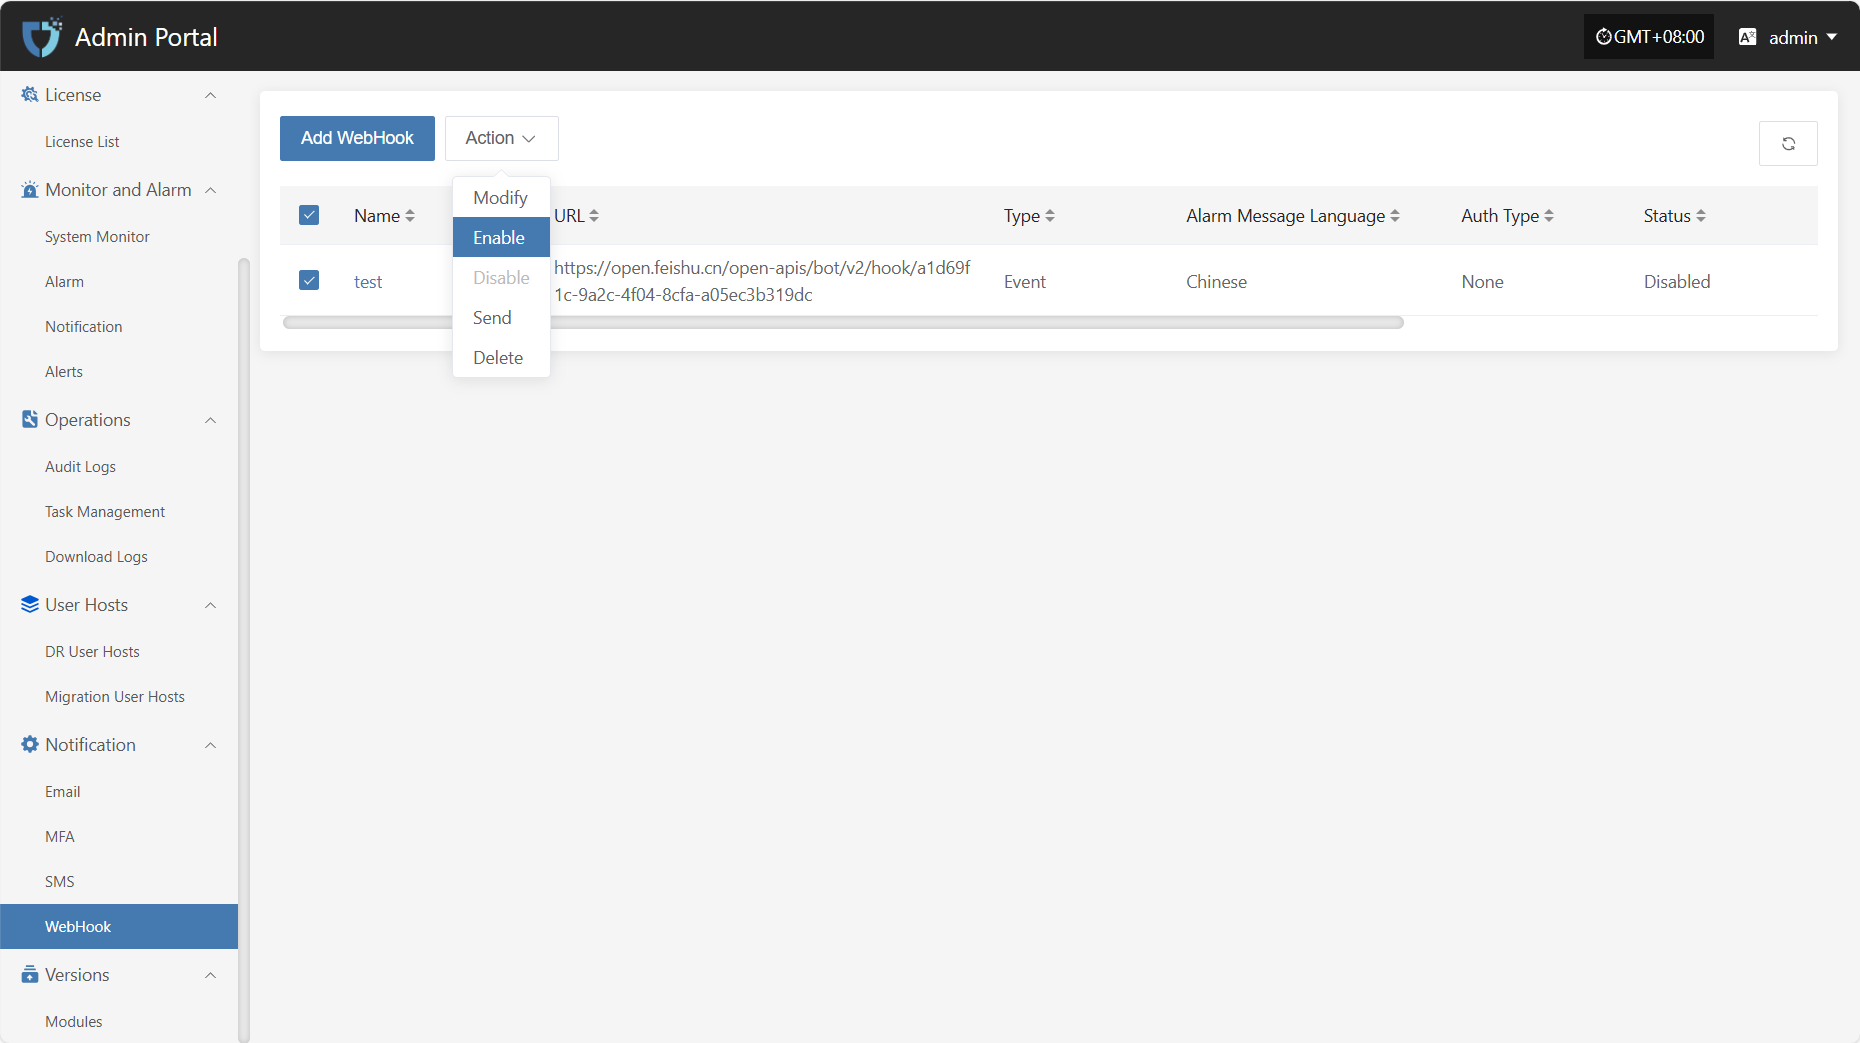 Admin Portal
GMT+08:00
admin
License
License List
Monitor and Alarm
System Monitor
Alarm
Notification
Alerts
Operations
Audit Logs
Task Management
Download Logs
User Hosts
DR User Hosts
Migration User Hosts
Notification
Email
MFA
SMS
WebHook
Versions
Modules
Add WebHook
Action
Modify
Enable
Disable
Send
Delete
Name URL Type Alarm Message Language Auth Type Status
test https://open.feishu.cn/open-apis/bot/v2/hook/a1d69f Event Chinese None Disabled
1c-9a2c-4f04-8cfa-a05ec3b319dc